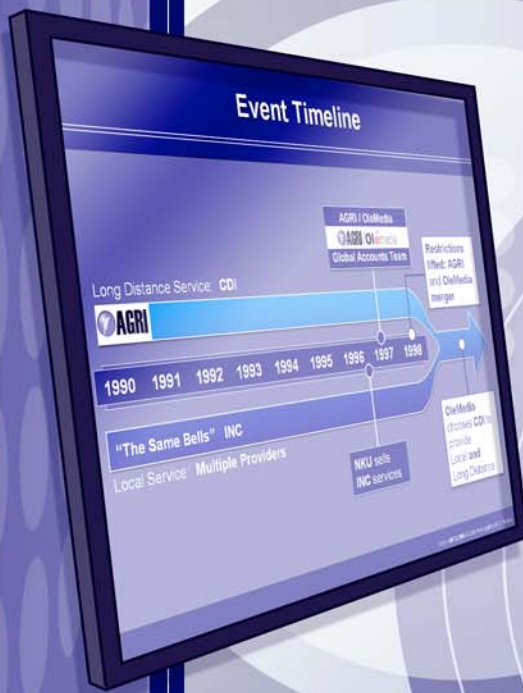 Event Timeline
AGRI / OleMedia
AGRI Olemedia
Global Accounts Team
Restrictions
lifted: AGRI
and OleMedia
merger
Long Distance Service: CDI
AGRI
1990 1991 1992 1993 1994 1995 1996 1997 1998
"The Same Bells" INC
Local Service: Multiple Providers
NKU sells
INC services
OleMedia
chooses CDI to
provide
Local and
Long Distance